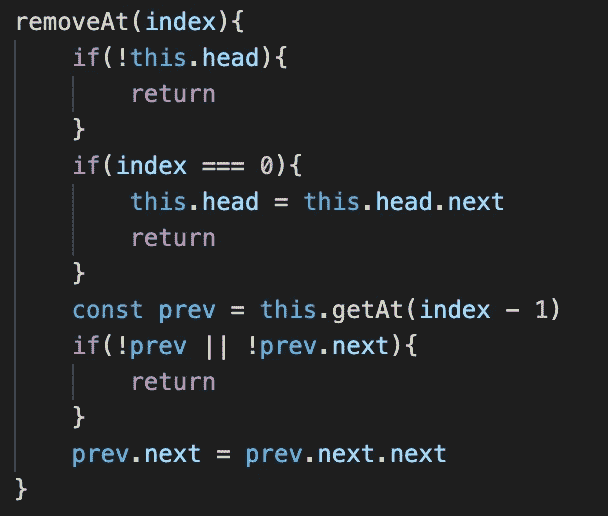 removeAt(index){
    if(!this.head){
        return
    }
    if(index === 0){
        this.head = this.head.next
        return
    }
    const prev = this.getAt(index - 1)
    if(!prev || !prev.next){
        return
    }
    prev.next = prev.next.next
}